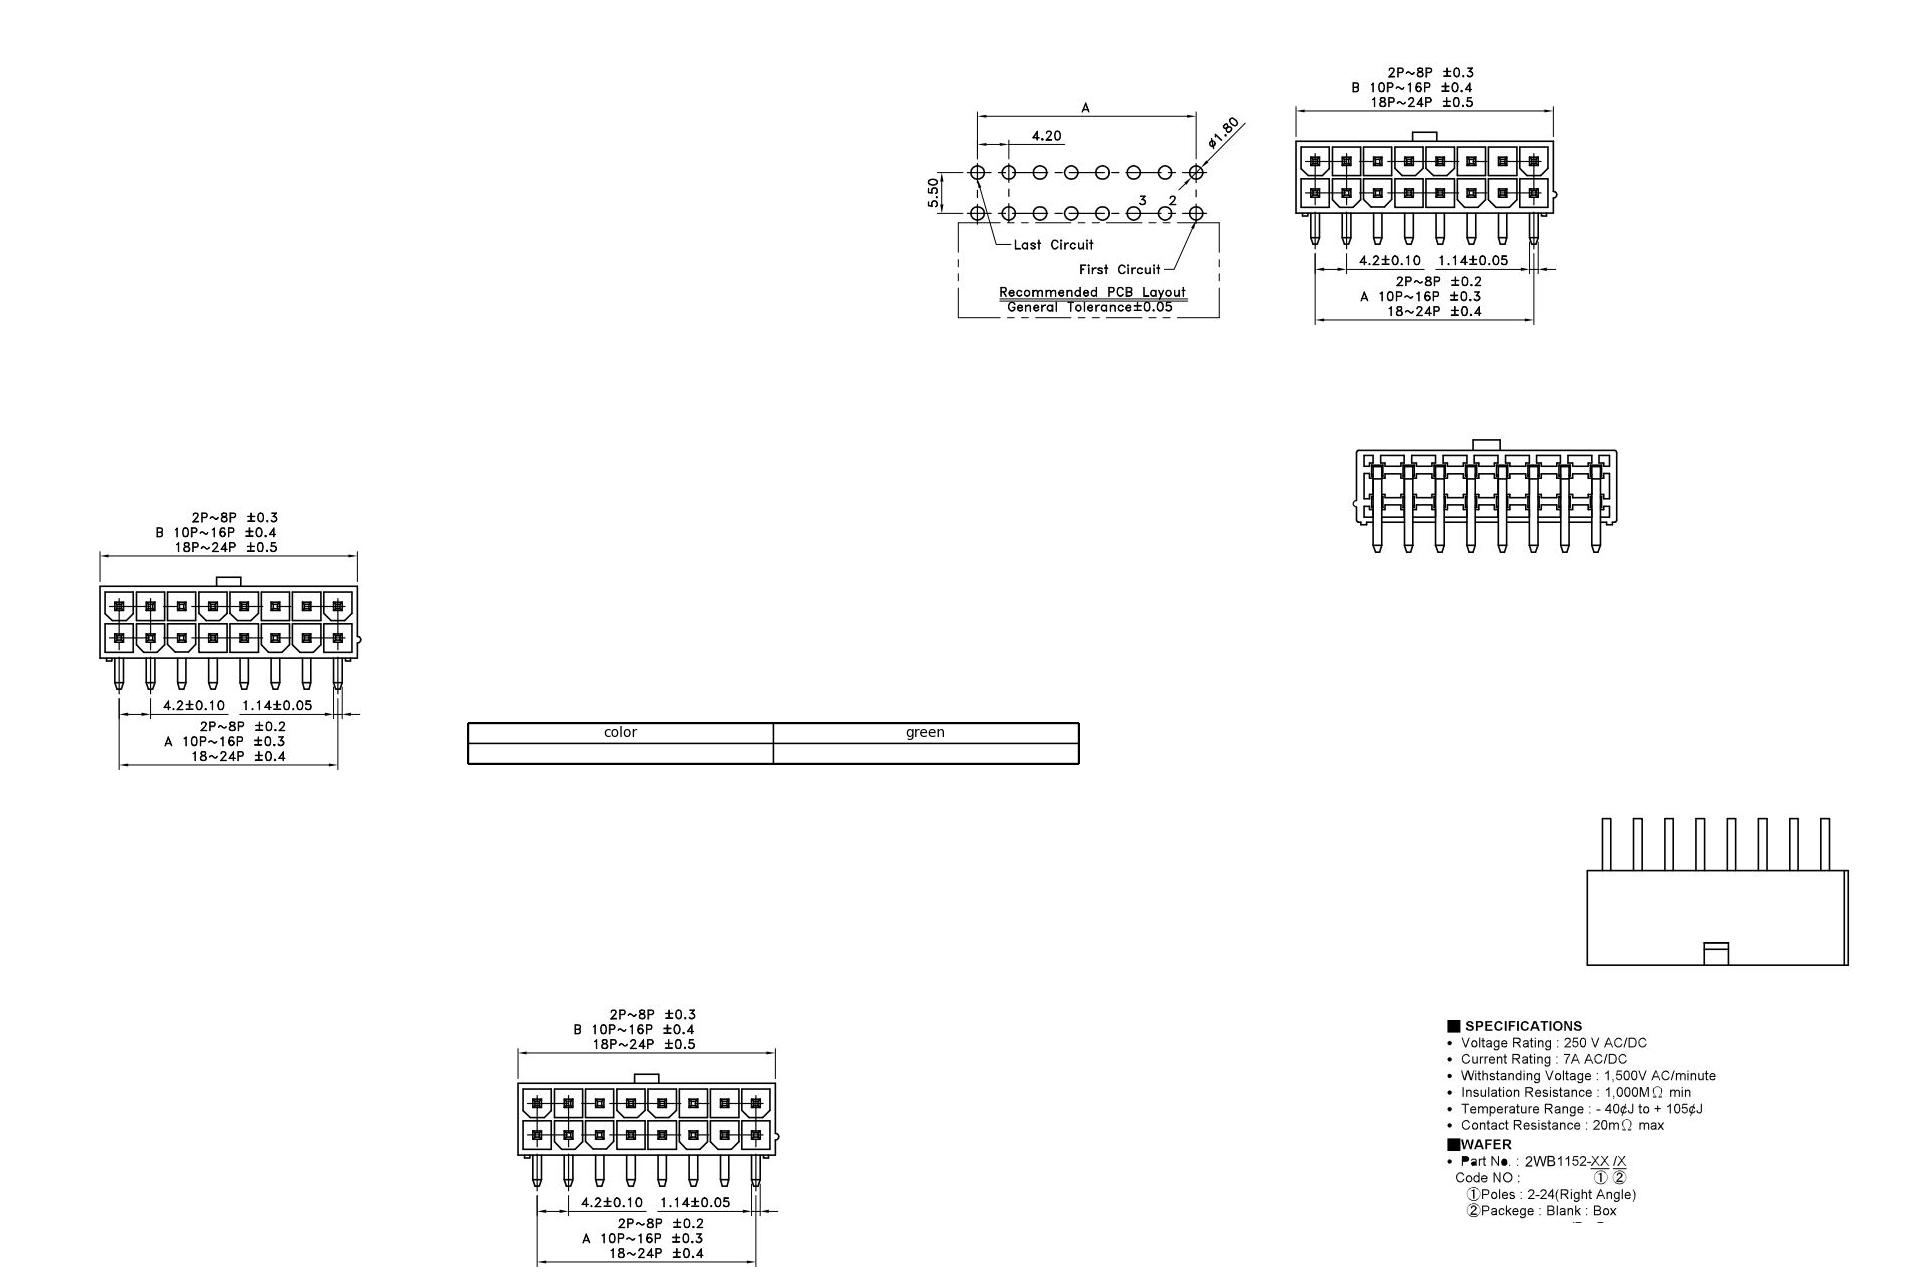 2P~8P ±0.3
B 10P~16P ±0.4
18P~24P ±0.5
A
4.20
ø1.80
5.50
3 2
Last Circuit
First Circuit
Recommended PCB Layout
General Tolerance±0.05
4.2±0.10 1.14±0.05
2P~8P ±0.2
A 10P~16P ±0.3
18~24P ±0.4
2P~8P ±0.3
B 10P~16P ±0.4
18P~24P ±0.5
4.2±0.10 1.14±0.05
2P~8P ±0.2
A 10P~16P ±0.3
18~24P ±0.4
color green
2P~8P ±0.3
B 10P~16P ±0.4
18P~24P ±0.5
4.2±0.10 1.14±0.05
2P~8P ±0.2
A 10P~16P ±0.3
18~24P ±0.4
■ SPECIFICATIONS
• Voltage Rating : 250 V AC/DC
• Current Rating : 7A AC/DC
• Withstanding Voltage : 1,500V AC/minute
• Insulation Resistance : 1,000MΩ min
• Temperature Range : - 40¢J to + 105¢J
• Contact Resistance : 20mΩ max
■WAFER
• Part No. : 2WB1152-XX /X
Code NO : ① ②
①Poles : 2-24(Right Angle)
②Packege : Blank : Box